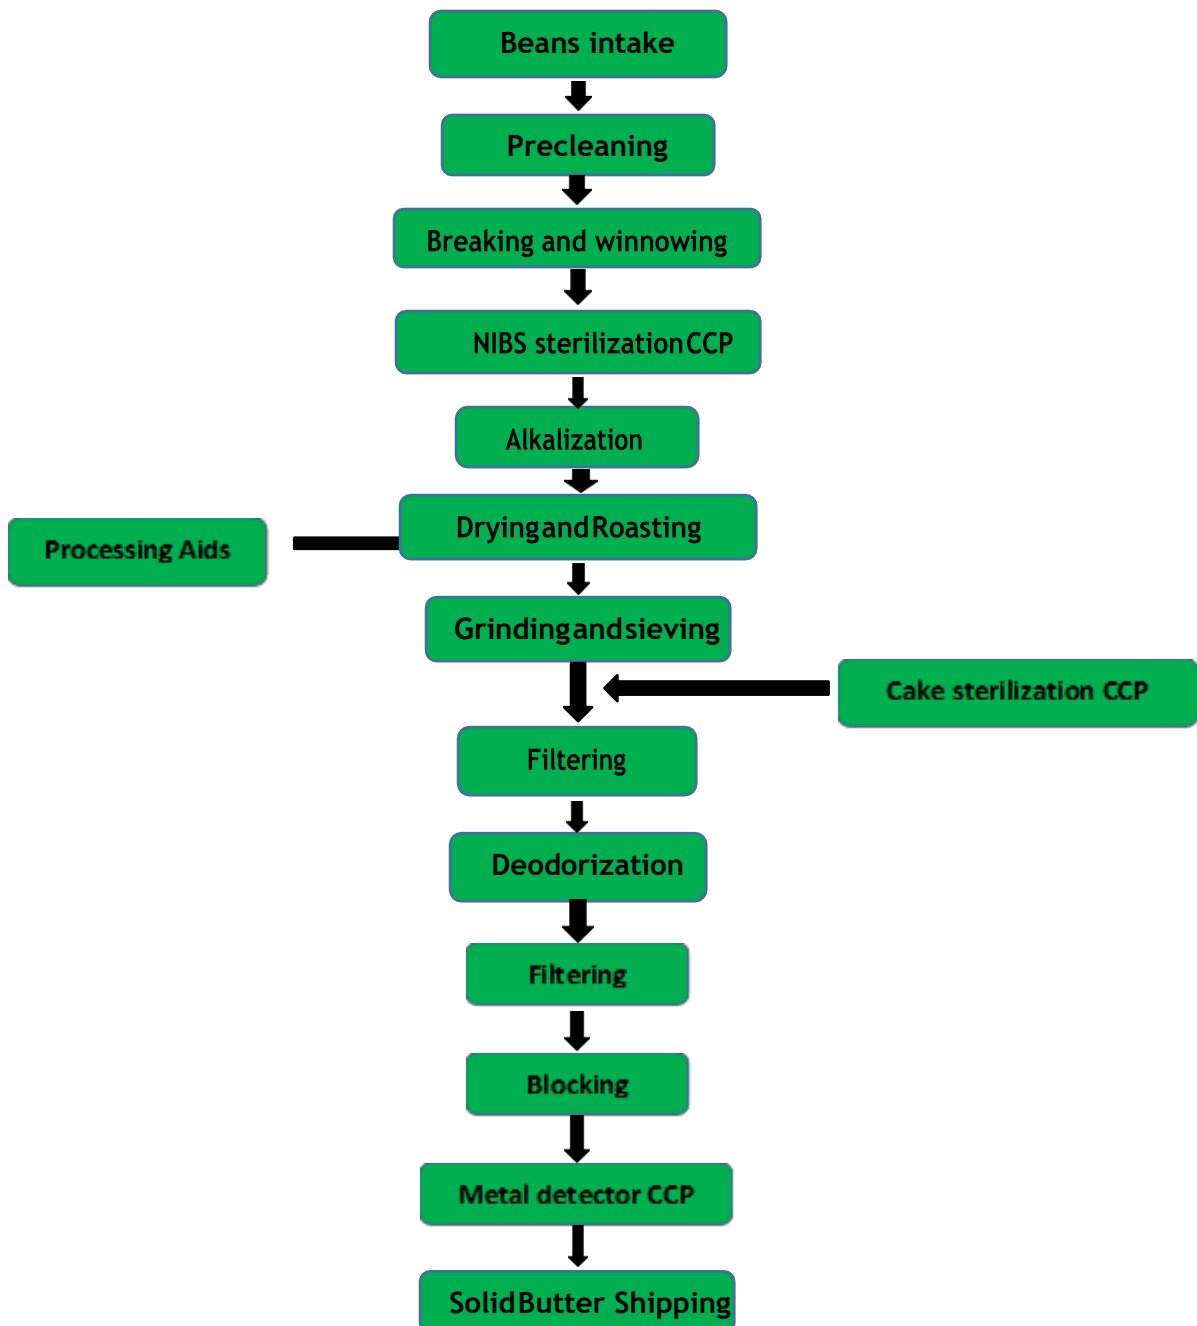 Beans intake
Precleaning
Breaking and winnowing
NIBS sterilization CCP
Alkalization
Drying and Roasting
Processing Aids
Grinding and sieving
Cake sterilization CCP
Filtering
Deodorization
Filtering
Blocking
Metal detector CCP
Solid Butter Shipping